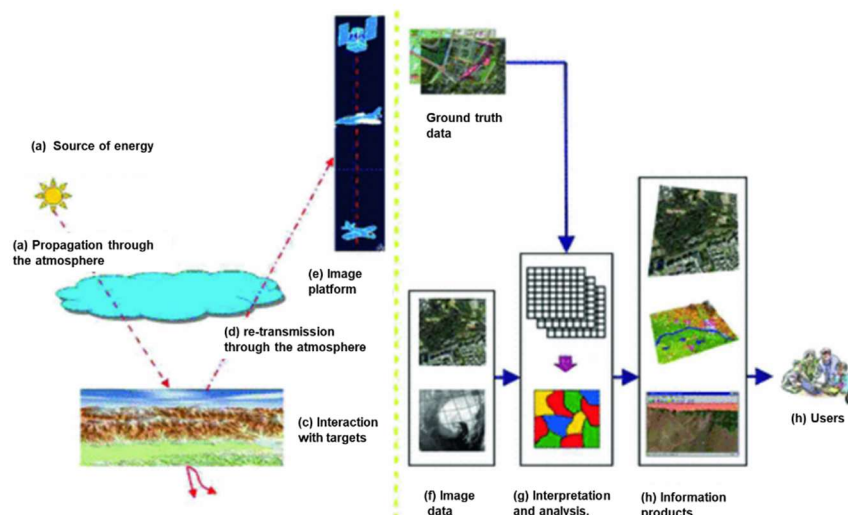 (a) Source of energy
(a) Propagation through
the atmosphere
(e) Image
platform
(d) re-transmission
through the atmosphere
(c) Interaction
with targets
Ground truth
data
(f) Image
data
(g) Interpretation
and analysis.
(h) Information
products
(h) Users